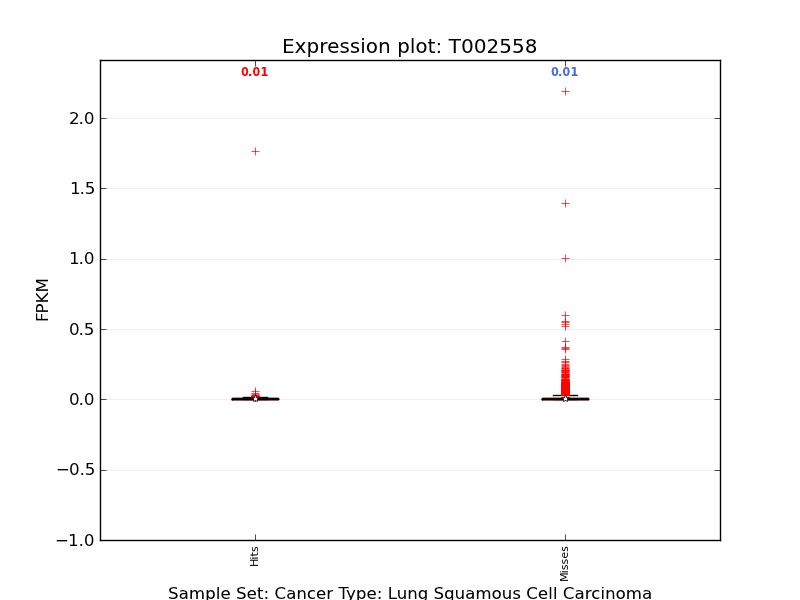 Expression plot: T002558
0.01 0.01
2.0
1.5
1.0
0.5
0.0
−0.5
−1.0
FPKM
Hits
Misses
Sample Set: Cancer Type: Lung Squamous Cell Carcinoma